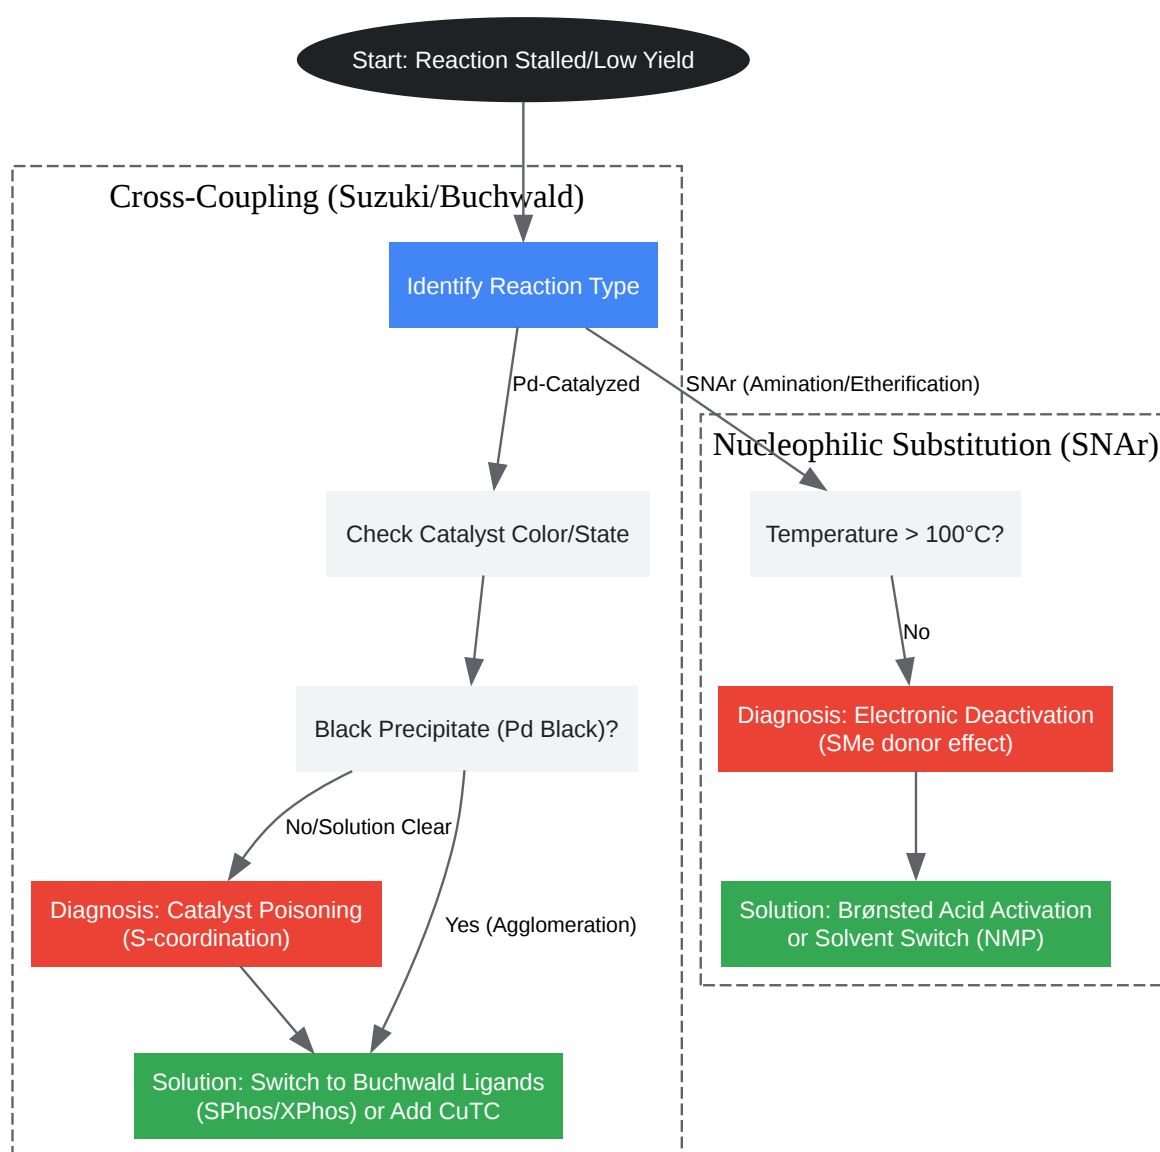 Start: Reaction Stalled/Low Yield
Cross-Coupling (Suzuki/Buchwald)
Identify Reaction Type
Pd-Catalyzed
SNAr (Amination/Etherification)
Nucleophilic Substitution (SNAr)
Check Catalyst Color/State
Temperature > 100°C?
No
Black Precipitate (Pd Black)?
Diagnosis: Electronic Deactivation
(SMe donor effect)
No/Solution Clear
Yes (Agglomeration)
Diagnosis: Catalyst Poisoning
(S-coordination)
Solution: Brønsted Acid Activation
or Solvent Switch (NMP)
Solution: Switch to Buchwald Ligands
(SPhos/XPhos) or Add CuTC